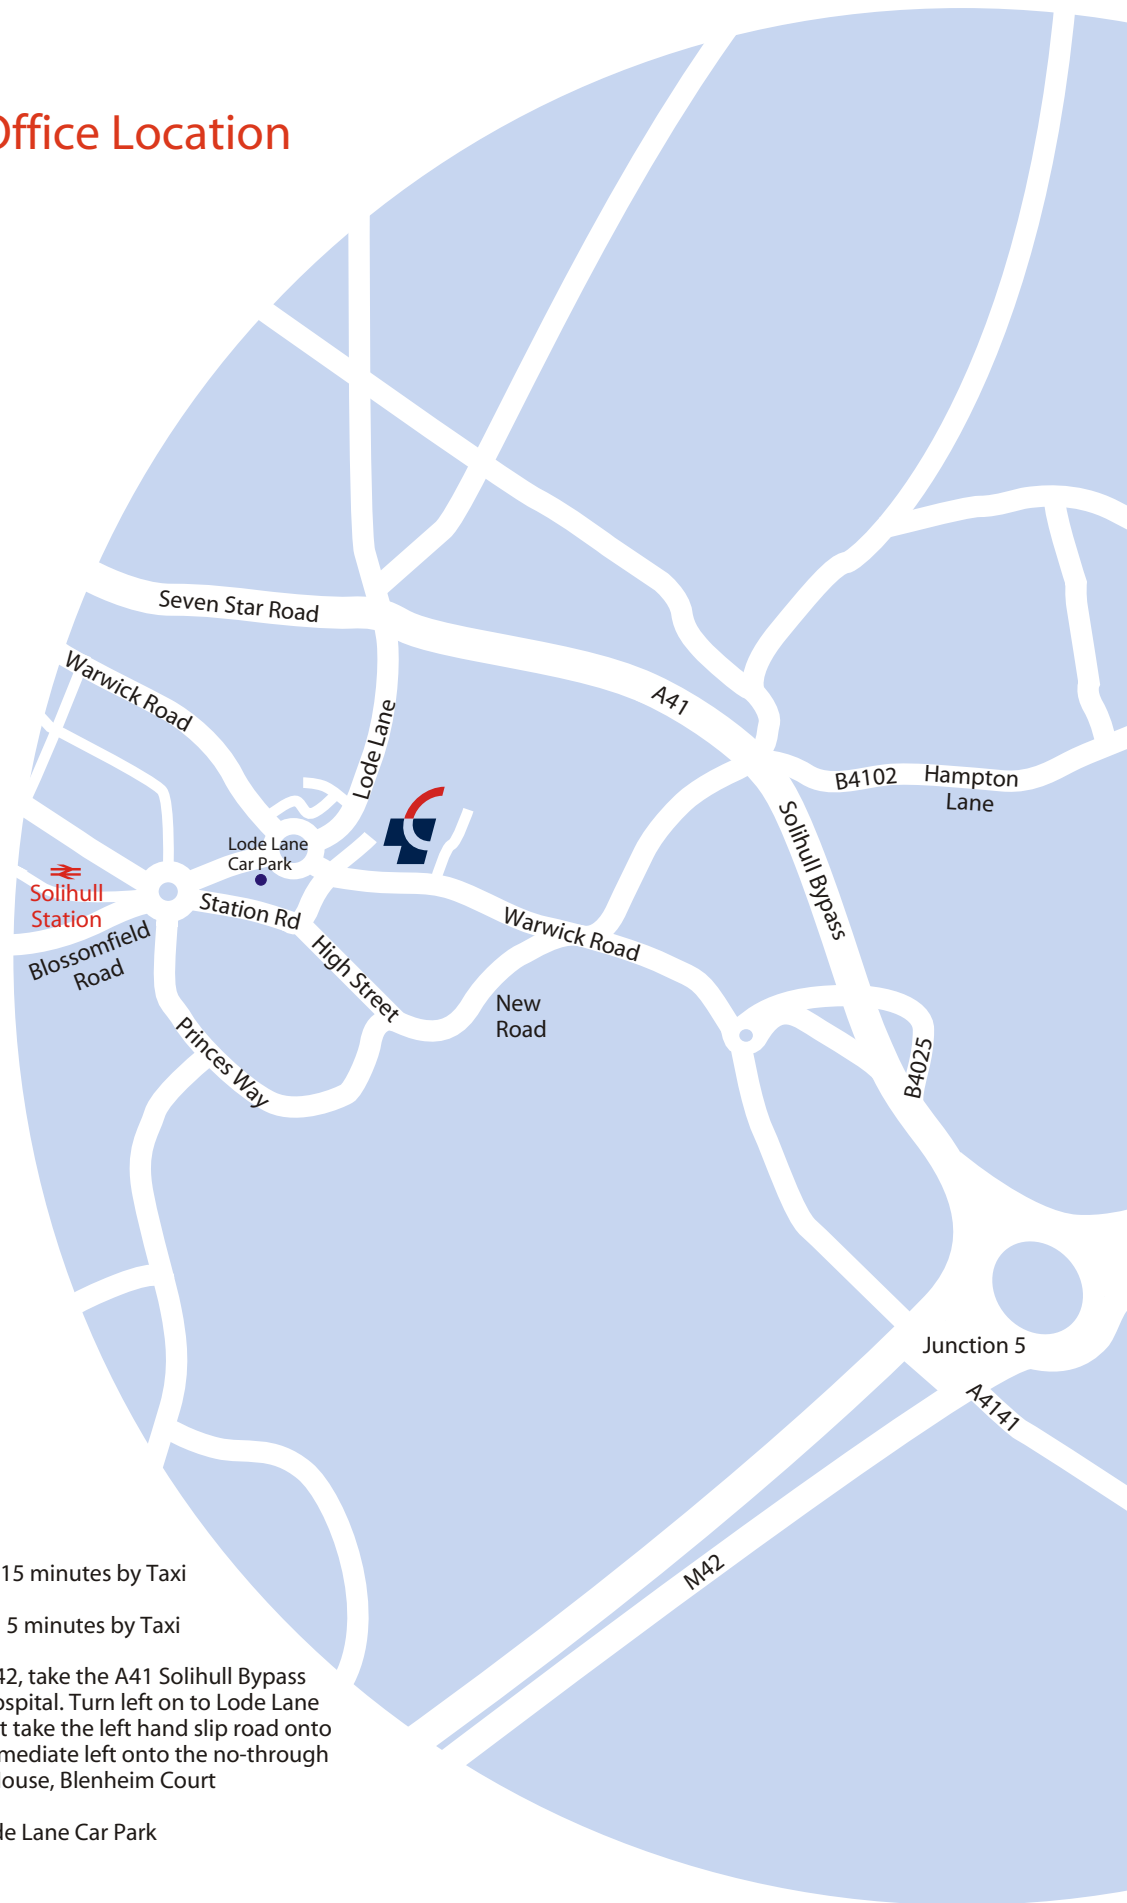 Office Location
Seven Star Road
Warwick Road
Lode Lane
A41
B4102
Hampton
Lane
Solihull Bypass
Lode Lane
Car Park
Solihull
Station
Station Rd
Blossomfield
Road
High Street
Warwick Road
New
Road
Princes Way
B4025
Junction 5
A4141
M42
15 minutes by Taxi
5 minutes by Taxi
42, take the A41 Solihull Bypass
ospital. Turn left on to Lode Lane
t take the left hand slip road onto
mediate left onto the no-through
House, Blenheim Court
de Lane Car Park